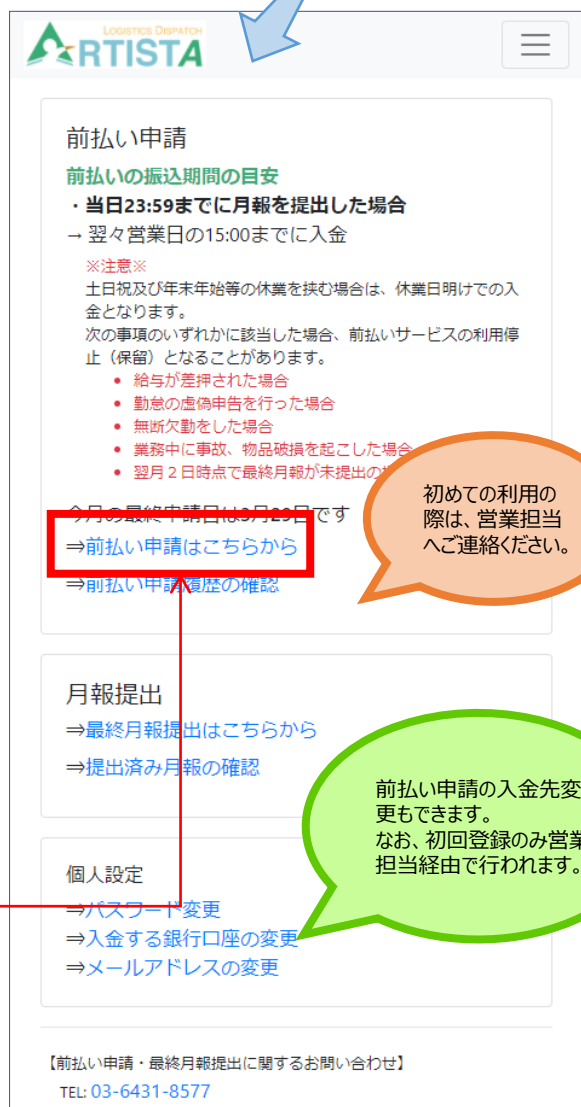 LOGISTICS DISPATCH
ARTISTA
前払い申請
前払いの振込期間の目安
・当日23:59までに月報を提出した場合
→ 翌々営業日の15:00までに入金
※注意※
土日祝及び年末年始等の休業を挟む場合は、休業日明けでの入
金となります。
次の事項のいずれかに該当した場合、前払いサービスの利用停
止（保留）となることがあります。
• 給与が差押された場合
• 勤怠の虚偽申告を行った場合
• 無断欠勤をした場合
• 業務中に事故、物品破損を起こした場合
• 翌月２日時点で最終月報が未提出の
初めての利用の
際は、営業担当
へご連絡ください。
今月の最終申請日は3月29日です
⇒前払い申請はこちらから
⇒前払い申請履歴の確認
月報提出
⇒最終月報提出はこちらから
⇒提出済み月報の確認
前払い申請の入金先変
更もできます。
なお、初回登録のみ営業
担当経由で行われます。
個人設定
⇒パスワード変更
⇒入金する銀行口座の変更
⇒メールアドレスの変更
【前払い申請・最終月報提出に関するお問い合わせ】
TEL: 03-6431-8577